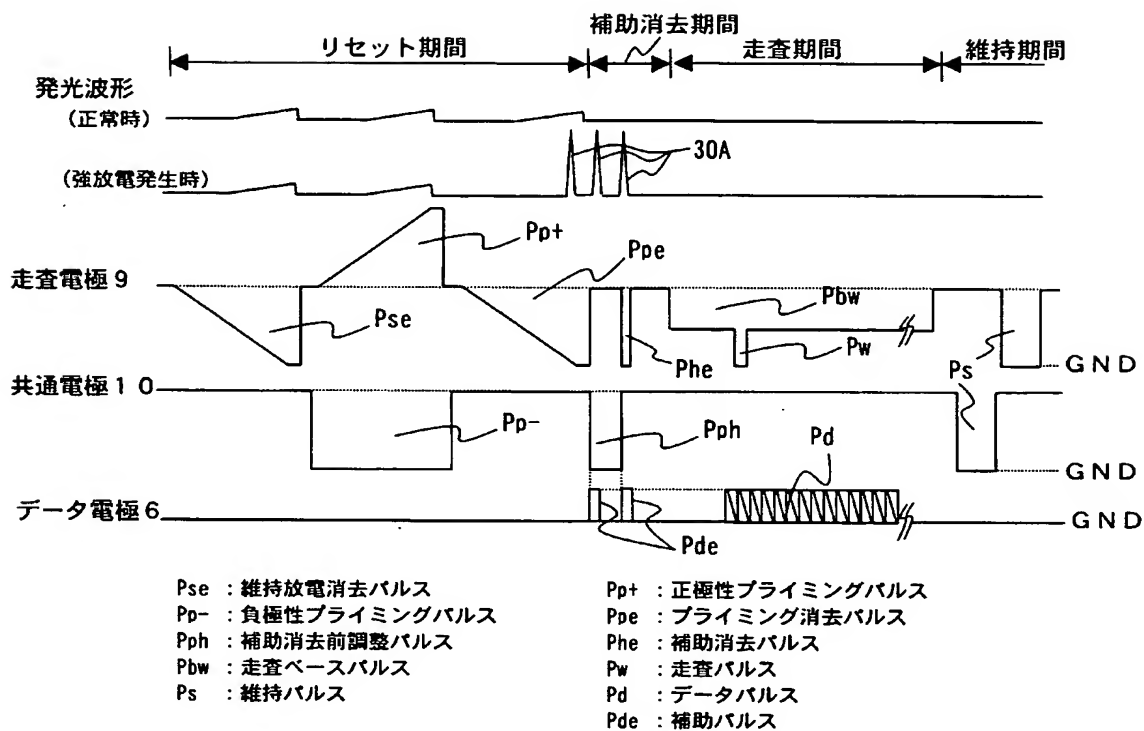 補助消去期間
リセット期間
走査期間
維持期間
発光波形
(正常時)
30A
(強放電発生時)
Pp+
Ppe
走査電極9
Pbw
Pse
Pw
Phe
Ps
GND
共通電極10
Pp-
Pph
Pd
GND
データ電極6
GND
Pde
Pse :維持放電消去パルス
Pp- :負極性プライミングパルス
Pph :補助消去前調整パルス
Pbw :走査ベースパルス
Ps :維持パルス
Pp+ :正極性プライミングパルス
Ppe :プライミング消去パルス
Phe :補助消去パルス
Pw :走査パルス
Pd :データパルス
Pde :補助パルス